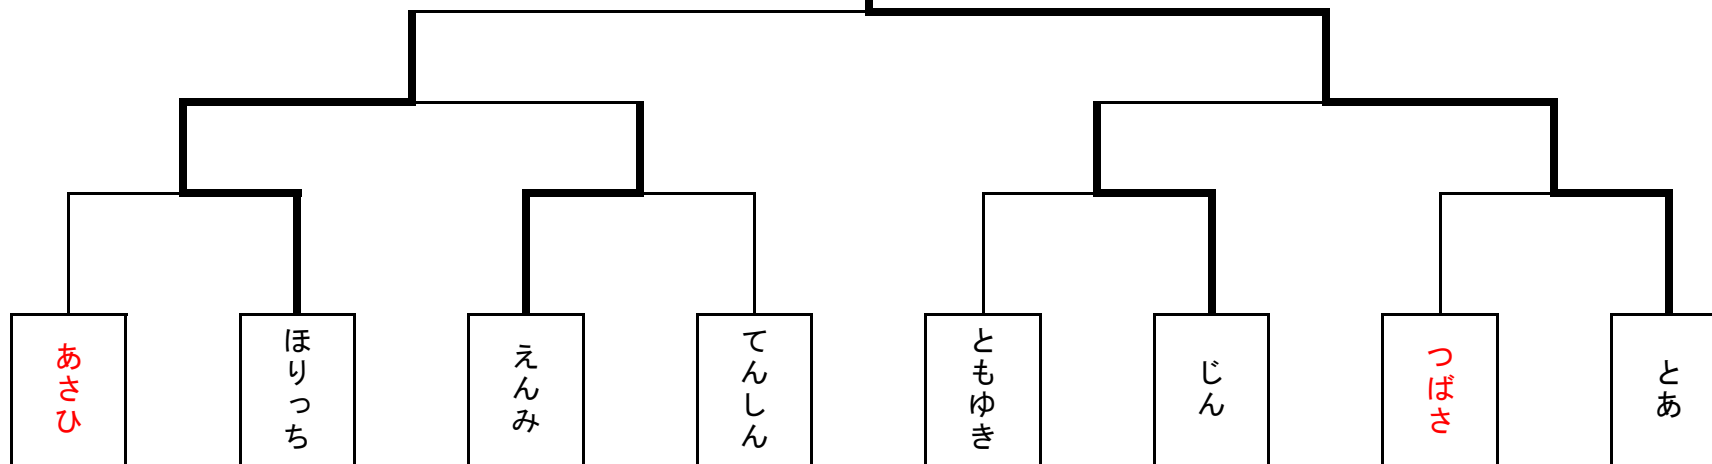 あさひ
ほりっち
えんみ
てんしん
ともゆき
じん
つばさ
とあ